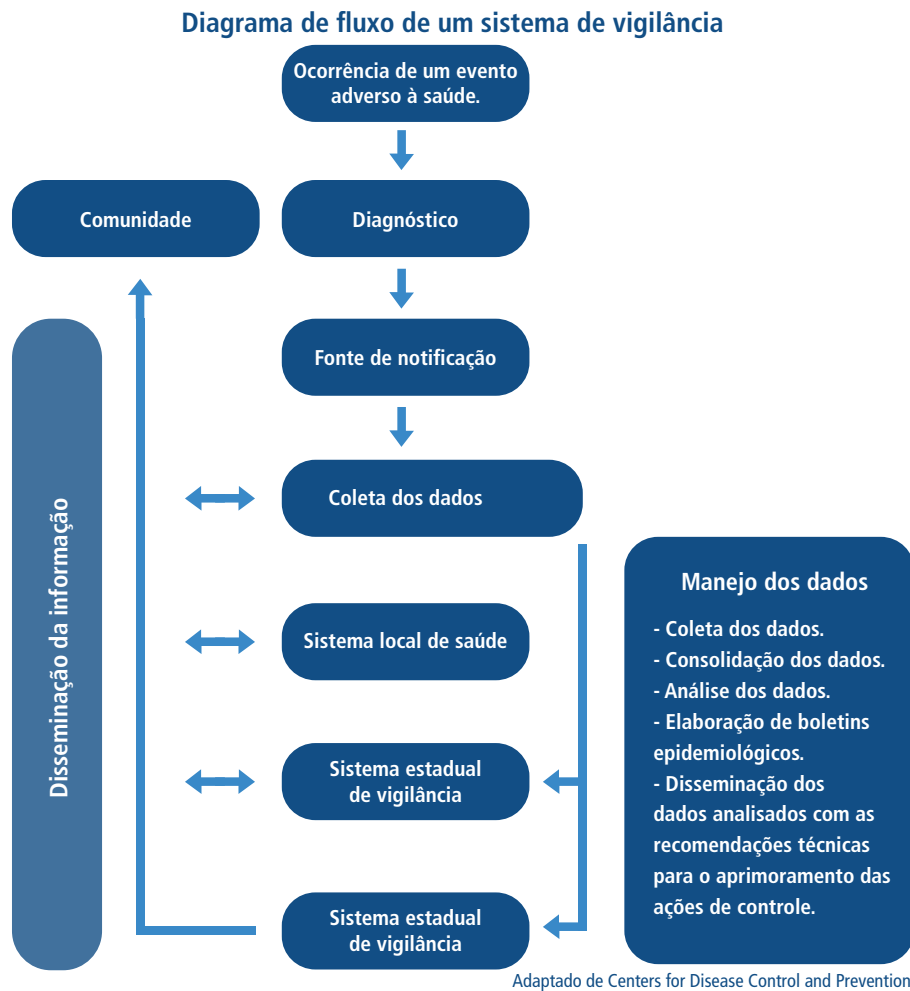 Diagrama de fluxo de um sistema de vigilância
Ocorrência de um evento
adverso à saúde.
Comunidade
Diagnóstico
Fonte de notificação
Coleta dos dados
Sistema local de saúde
Sistema estadual
de vigilância
Sistema estadual
de vigilância
Disseminação da informação
Manejo dos dados
- Coleta dos dados.
- Consolidação dos dados.
- Análise dos dados.
- Elaboração de boletins
epidemiológicos.
- Disseminação dos
dados analisados com as
recomendações técnicas
para o aprimoramento das
ações de controle.
Adaptado de Centers for Disease Control and Prevention